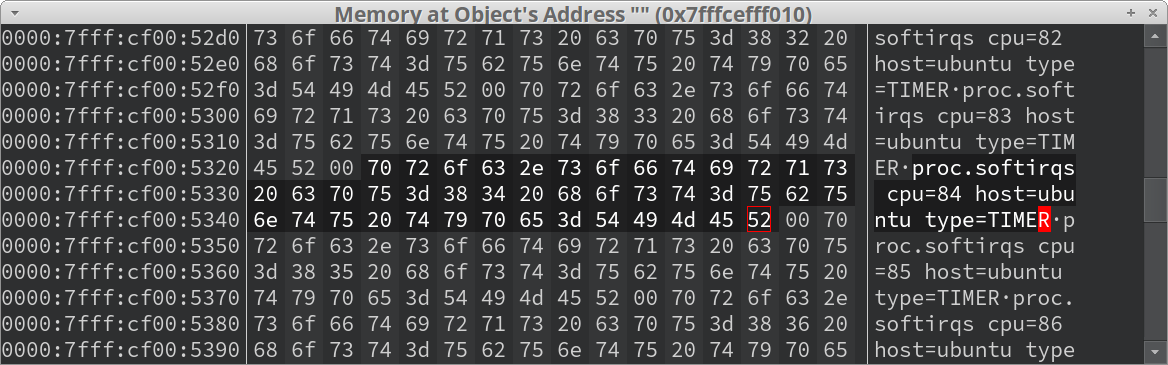 Memory at Object's Address "" (0x7fffcefff010)
0000:7fff:cf00:52d0 73 6f 66 74 69 72 71 73 20 63 70 75 3d 38 32 20 softirqs cpu=82
0000:7fff:cf00:52e0 68 6f 73 74 3d 75 62 75 6e 74 75 20 74 79 70 65 host=ubuntu type
0000:7fff:cf00:52f0 3d 54 49 4d 45 52 00 70 72 6f 63 2e 73 6f 66 74 =TIMER·proc.soft
0000:7fff:cf00:5300 69 72 71 73 20 63 70 75 3d 38 33 20 68 6f 73 74 irqs cpu=83 host
0000:7fff:cf00:5310 3d 75 62 75 6e 74 75 20 74 79 70 65 3d 54 49 4d =ubuntu type=TIM
0000:7fff:cf00:5320 45 52 00 70 72 6f 63 2e 73 6f 66 74 69 72 71 73 ER·proc.softirqs
0000:7fff:cf00:5330 20 63 70 75 3d 38 34 20 68 6f 73 74 3d 75 62 75 cpu=84 host=ubu
0000:7fff:cf00:5340 6e 74 75 20 74 79 70 65 3d 54 49 4d 45 52 00 70 ntu type=TIMER·p
0000:7fff:cf00:5350 72 6f 63 2e 73 6f 66 74 69 72 71 73 20 63 70 75 roc.softirqs cpu
0000:7fff:cf00:5360 3d 38 35 20 68 6f 73 74 3d 75 62 75 6e 74 75 20 =85 host=ubuntu
0000:7fff:cf00:5370 74 79 70 65 3d 54 49 4d 45 52 00 70 72 6f 63 2e type=TIMER·proc.
0000:7fff:cf00:5380 73 6f 66 74 69 72 71 73 20 63 70 75 3d 38 36 20 softirqs cpu=86
0000:7fff:cf00:5390 68 6f 73 74 3d 75 62 75 6e 74 75 20 74 79 70 65 host=ubuntu type